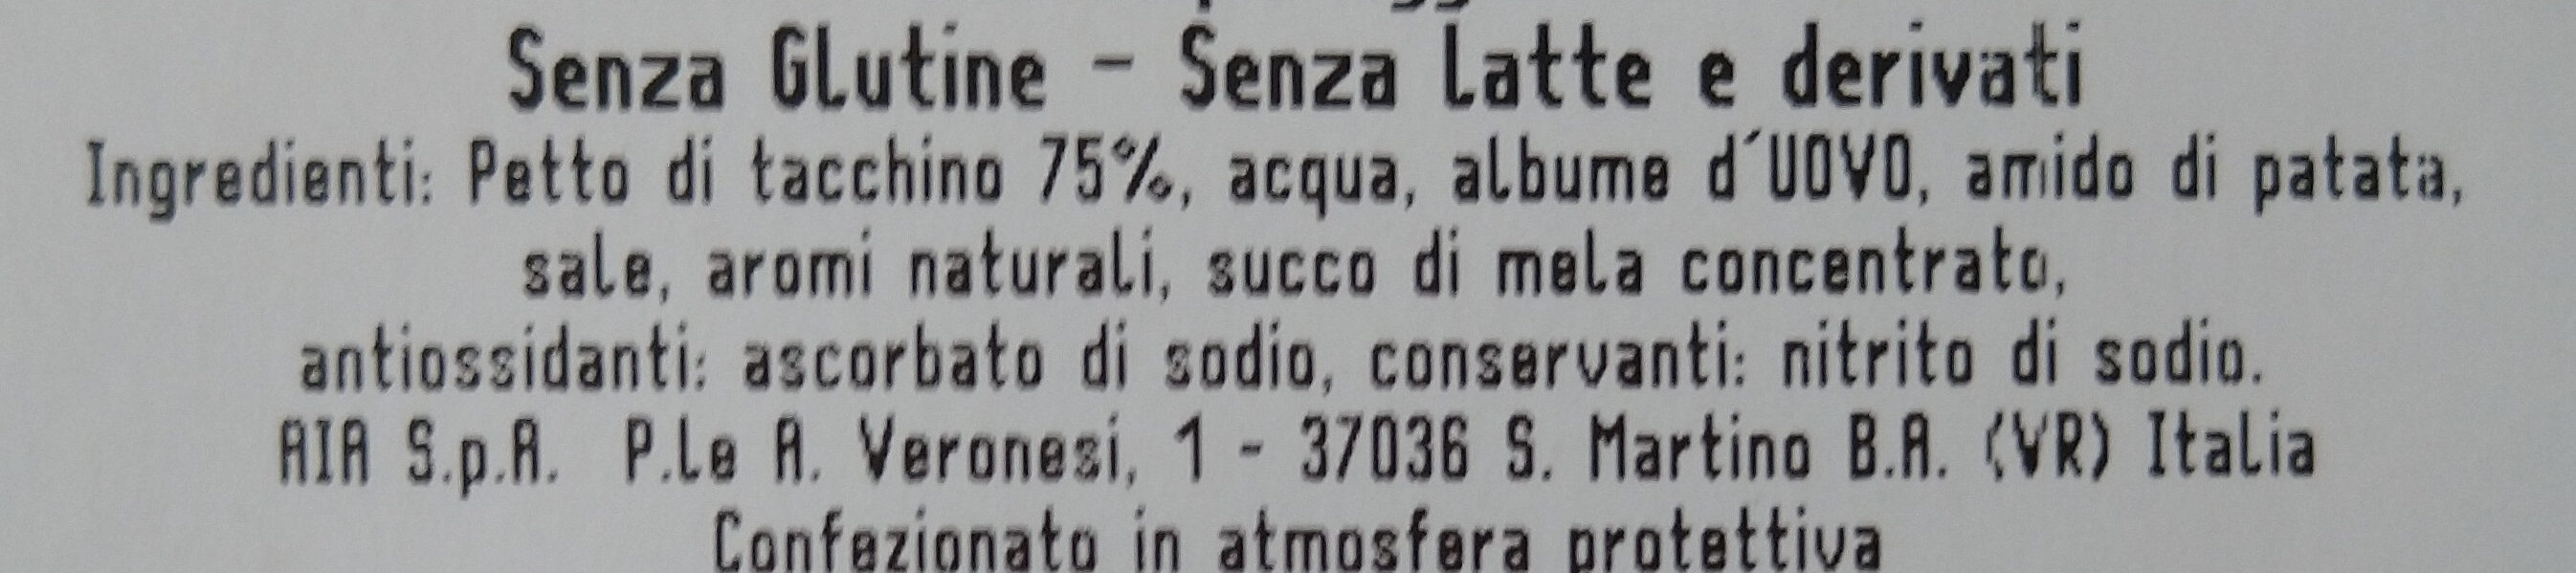 Senza Glutine - Senza latte e derivati
Ingredienti: Petto di tacchino 75%, acqua, albume d´UOVO, amido di patata,
sale, aromi naturali, succo di mela concentrato,
antiossidanti: ascorbato di sodio, conservanti: nitrito di sodio.
AIA S.p.A. P.le A. Veronesi, 1 - 37036 S. Martino B.A. (VR) Italia
Confezionato in atmosfera protettiva